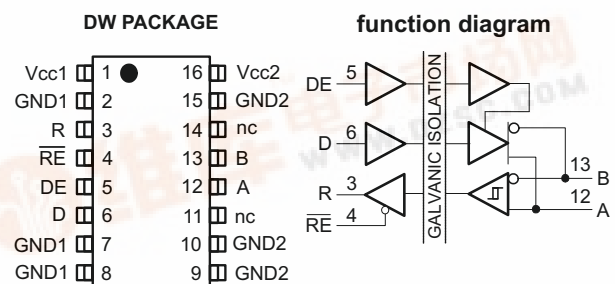 DW PACKAGE
function diagram
Vcc1 1 16 Vcc2
GND1 2 15 GND2
R 3 14 nc
RE 4 13 B
DE 5 12 A
D 6 11 nc
GND1 7 10 GND2
GND1 8 9 GND2
DE 5
D 6
R 3
RE 4
GALVANIC ISOLATION
13 B
12 A